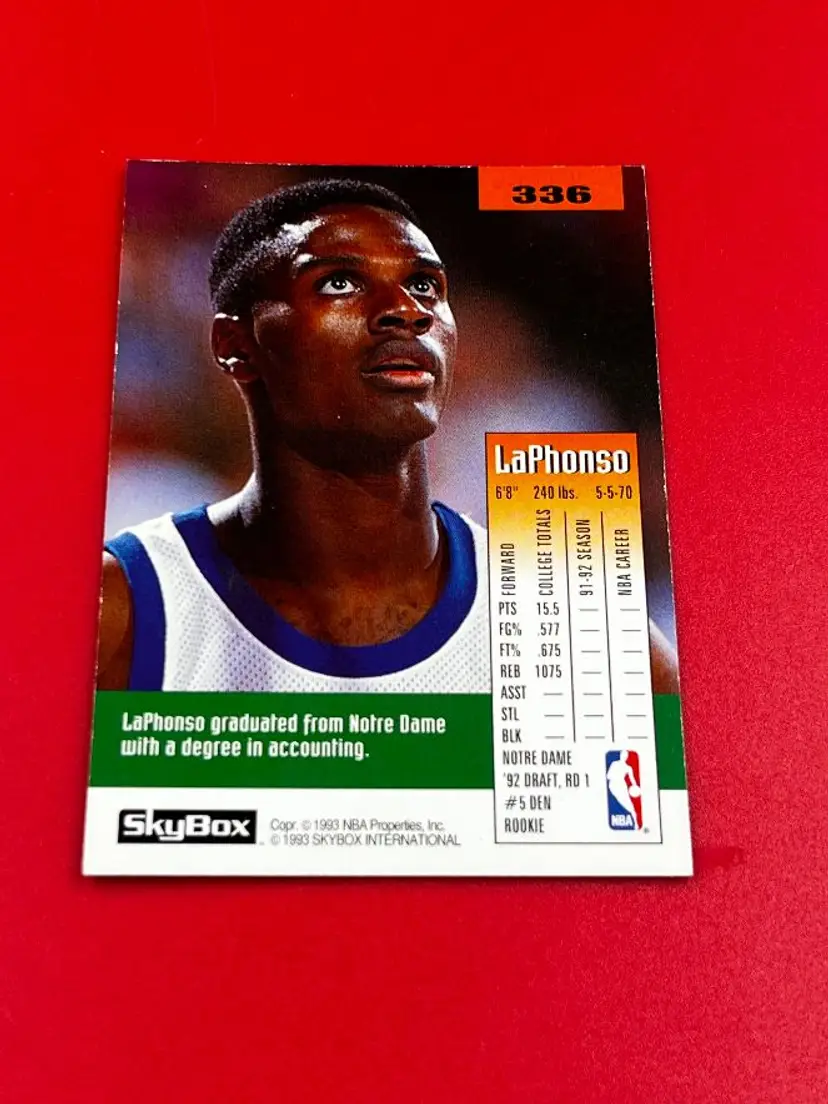 336
LaPhonso
6'8" 240 lbs. 5-5-70
FORWARD COLLEGE TOTALS 91-92 SEASON NBA CAREER
PTS 15.5 — —
FG% .577 — —
FT% .675 — —
REB 1075 — —
ASST — — —
STL — — —
BLK — — —
NOTRE DAME
'92 DRAFT, RD 1
#5 DEN
ROOKIE
NBA
®
LaPhonso graduated from Notre Dame
with a degree in accounting.
SkyBox™
Copr. © 1993 NBA Properties, Inc.
© 1993 SKYBOX INTERNATIONAL